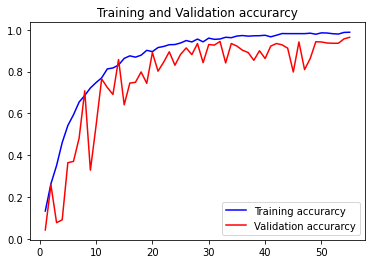 Training and Validation accurarcy
1.0
0.8
0.6
0.4
0.2
0.0
Training accurarcy
Validation accurarcy
0 10 20 30 40 50